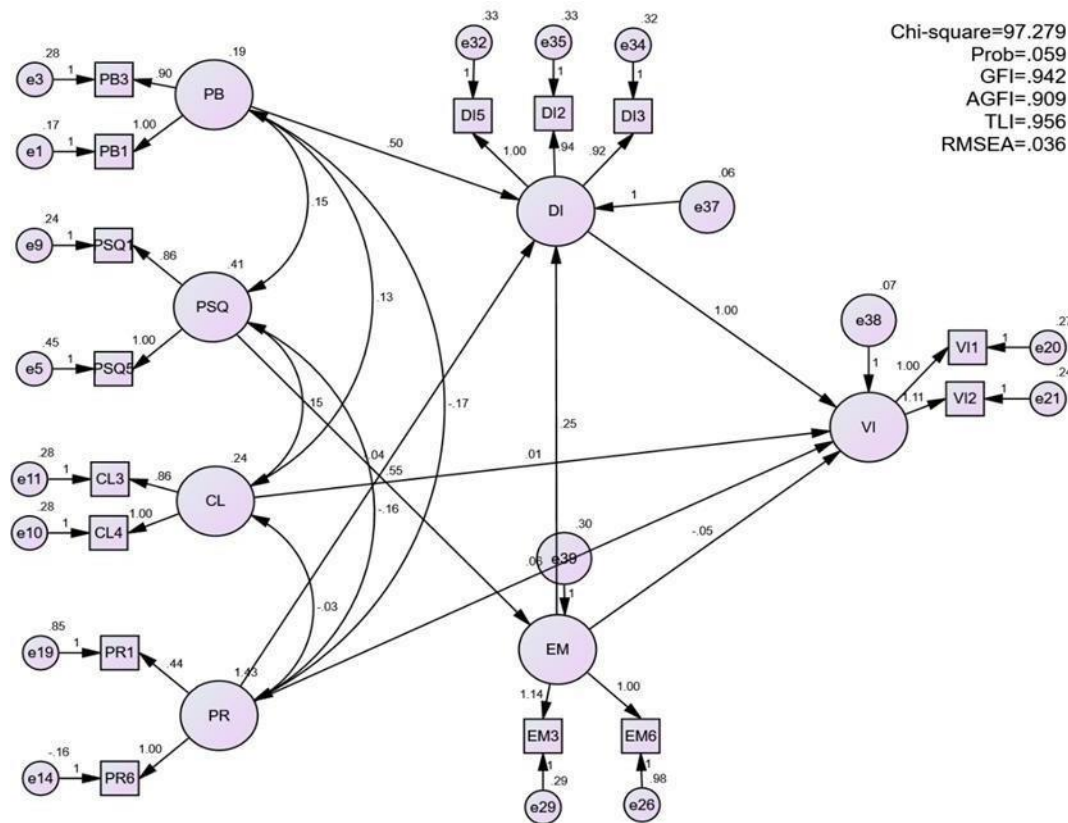 Chi-square=97.279
Prob=.059
GFI=.942
AGFI=.909
TLI=.956
RMSEA=.036
.33
.33
.32
e32
e35
e34
1
1
1
DI5
DI2
DI3
1.00
.94
.92
.28
e3
1
PB3
.90
.19
PB
.17
e1
1
PB1
1.00
.50
.15
DI
1
.06
e37
.24
e9
1
PSQ1
.86
.41
PSQ
.13
.45
e5
1
PSQ5
1.00
1.00
.07
e38
1
1.00
VI1
1
.27
e20
1.11
VI2
1
.24
e21
VI
.15
-.17
.25
.04
.55
-.16
.01
.28
e11
1
CL3
.86
.24
CL
.28
e10
1
CL4
1.00
.30
e39
1
-.05
-.03
EM
.85
e19
1
PR1
.44
1.43
PR
-.16
e14
1
PR6
1.00
1.14
1.00
EM3
EM6
1
1
.29
.98
e29
e26